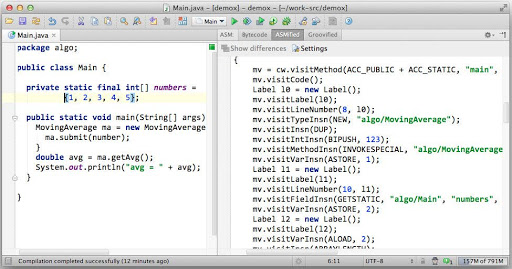 Main.java - [demox] - demox - [~/work-src/demox]
Main
Main.java
package algo;
public class Main {
private static final int[] numbers =
{1, 2, 3, 4, 5};
public static void main(String[] args)
MovingAverage ma = new MovingAverage
ma.submit(number);
}
double avg = ma.getAvg();
System.out.println("avg = " + avg);
}
}
ASM
Bytecode
ASMified
Groovified
Show differences
Settings
{
mv = cw.visitMethod(ACC_PUBLIC + ACC_STATIC, "main",
mv.visitCode();
Label l0 = new Label();
mv.visitLabel(l0);
mv.visitLineNumber(8, l0);
mv.visitTypeInsn(NEW, "algo/MovingAverage");
mv.visitInsn(DUP);
mv.visitIntInsn(BIPUSH, 123);
mv.visitMethodInsn(INVOKESPECIAL, "algo/MovingAverage
mv.visitVarInsn(ASTORE, 1);
Label l1 = new Label();
mv.visitLabel(l1);
mv.visitLineNumber(10, l1);
mv.visitFieldInsn(GETSTATIC, "algo/Main", "numbers",
mv.visitVarInsn(ASTORE, 2);
Label l2 = new Label();
mv.visitLabel(l2);
mv.visitVarInsn(ALOAD, 2);
mv.visitInsn(ARRAYLENGTH);
Compilation completed successfully (12 minutes ago)
6:11
UTF-8
157M of 791M